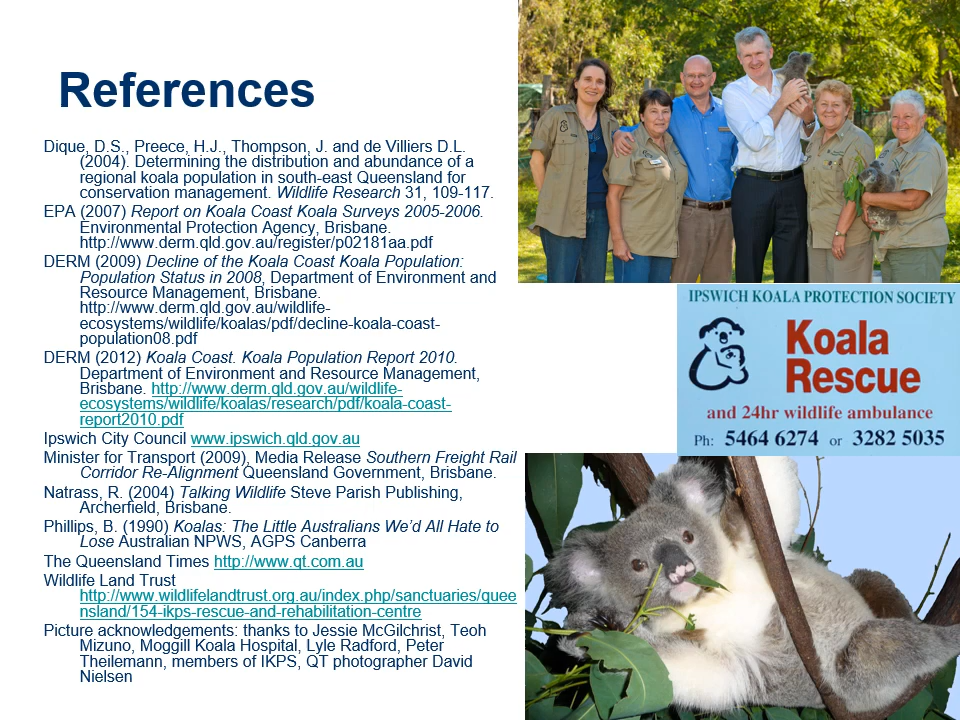 References
Dique, D.S., Preece, H.J., Thompson, J. and de Villiers D.L.
(2004). Determining the distribution and abundance of a
regional koala population in south-east Queensland for
conservation management. Wildlife Research 31, 109-117.
EPA (2007) Report on Koala Coast Koala Surveys 2005-2006.
Environmental Protection Agency, Brisbane.
http://www.derm.qld.gov.au/register/p02181aa.pdf
DERM (2009) Decline of the Koala Coast Koala Population:
Population Status in 2008, Department of Environment and
Resource Management, Brisbane.
http://www.derm.qld.gov.au/wildlife-
ecosystems/wildlife/koalas/pdf/decline-koala-coast-
population08.pdf
DERM (2012) Koala Coast. Koala Population Report 2010.
Department of Environment and Resource Management,
Brisbane. http://www.derm.qld.gov.au/wildlife-
ecosystems/wildlife/koalas/research/pdf/koala-coast-
report2010.pdf
Ipswich City Council www.ipswich.qld.gov.au
Minister for Transport (2009), Media Release Southern Freight Rail
Corridor Re-Alignment Queensland Government, Brisbane.
Natrass, R. (2004) Talking Wildlife Steve Parish Publishing,
Archerfield, Brisbane.
Phillips, B. (1990) Koalas: The Little Australians We'd All Hate to
Lose Australian NPWS, AGPS Canberra
The Queensland Times http://www.qt.com.au
Wildlife Land Trust
http://www.wildlifelandtrust.org.au/index.php/sanctuaries/quee
nsland/154-ikps-rescue-and-rehabilitation-centre
Picture acknowledgements: thanks to Jessie McGilchrist, Teoh
Mizuno, Moggill Koala Hospital, Lyle Radford, Peter
Theilemann, members of IKPS, QT photographer David
Nielsen
IPSWICH KOALA PROTECTION SOCIETY
Koala
Rescue
and 24hr wildlife ambulance
Ph: 5464 6274 or 3282 5035